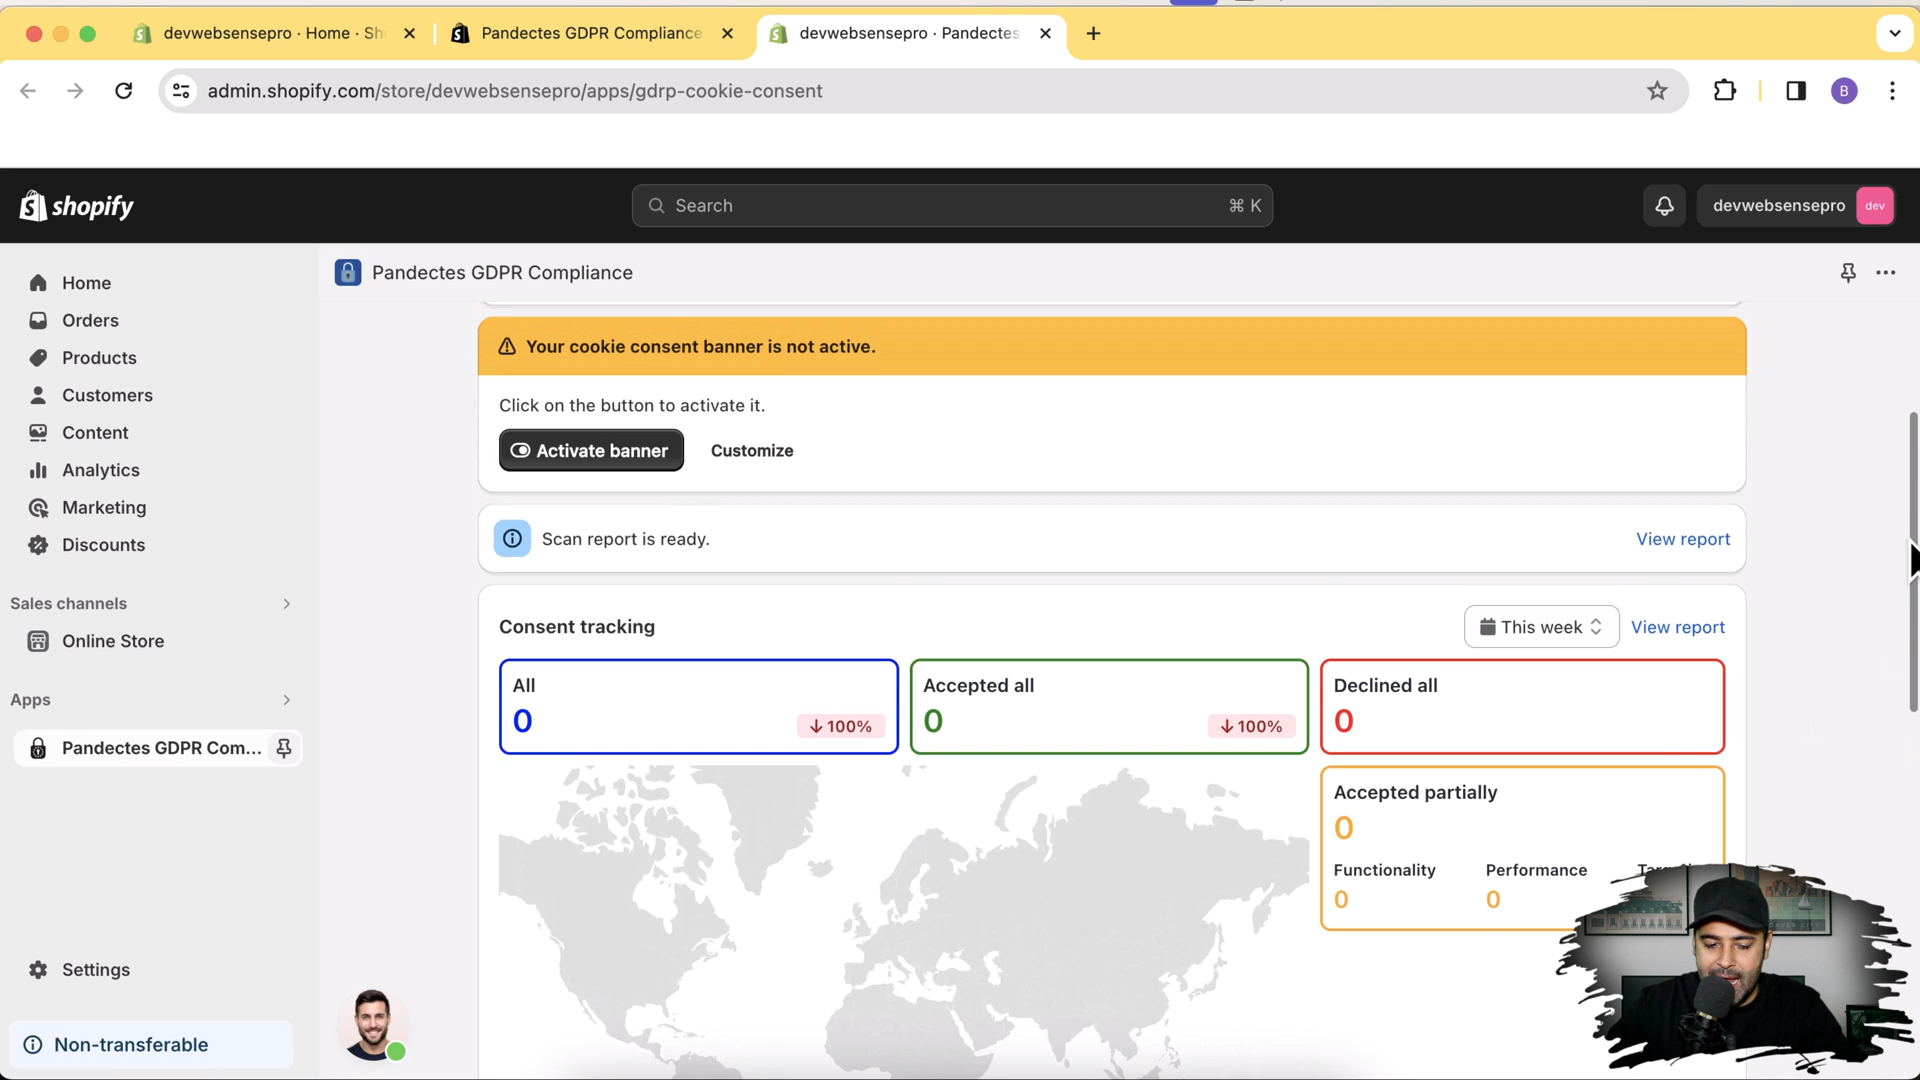 devwebsensepro · Home · Sh
Pandectes GDPR Compliance
devwebsensepro · Pandectes
admin.shopify.com/store/devwebsensepro/apps/gdrp-cookie-consent
B
shopify
Search
⌘ K
devwebsensepro
dev
Home
Orders
Products
Customers
Content
Analytics
Marketing
Discounts
Sales channels
Online Store
Apps
Pandectes GDPR Com...
Settings
Non-transferable
Pandectes GDPR Compliance
Your cookie consent banner is not active.
Click on the button to activate it.
Activate banner
Customize
Scan report is ready.
View report
Consent tracking
This week
View report
All
0
↓100%
Accepted all
0
↓100%
Declined all
0
Accepted partially
0
Functionality
0
Performance
0